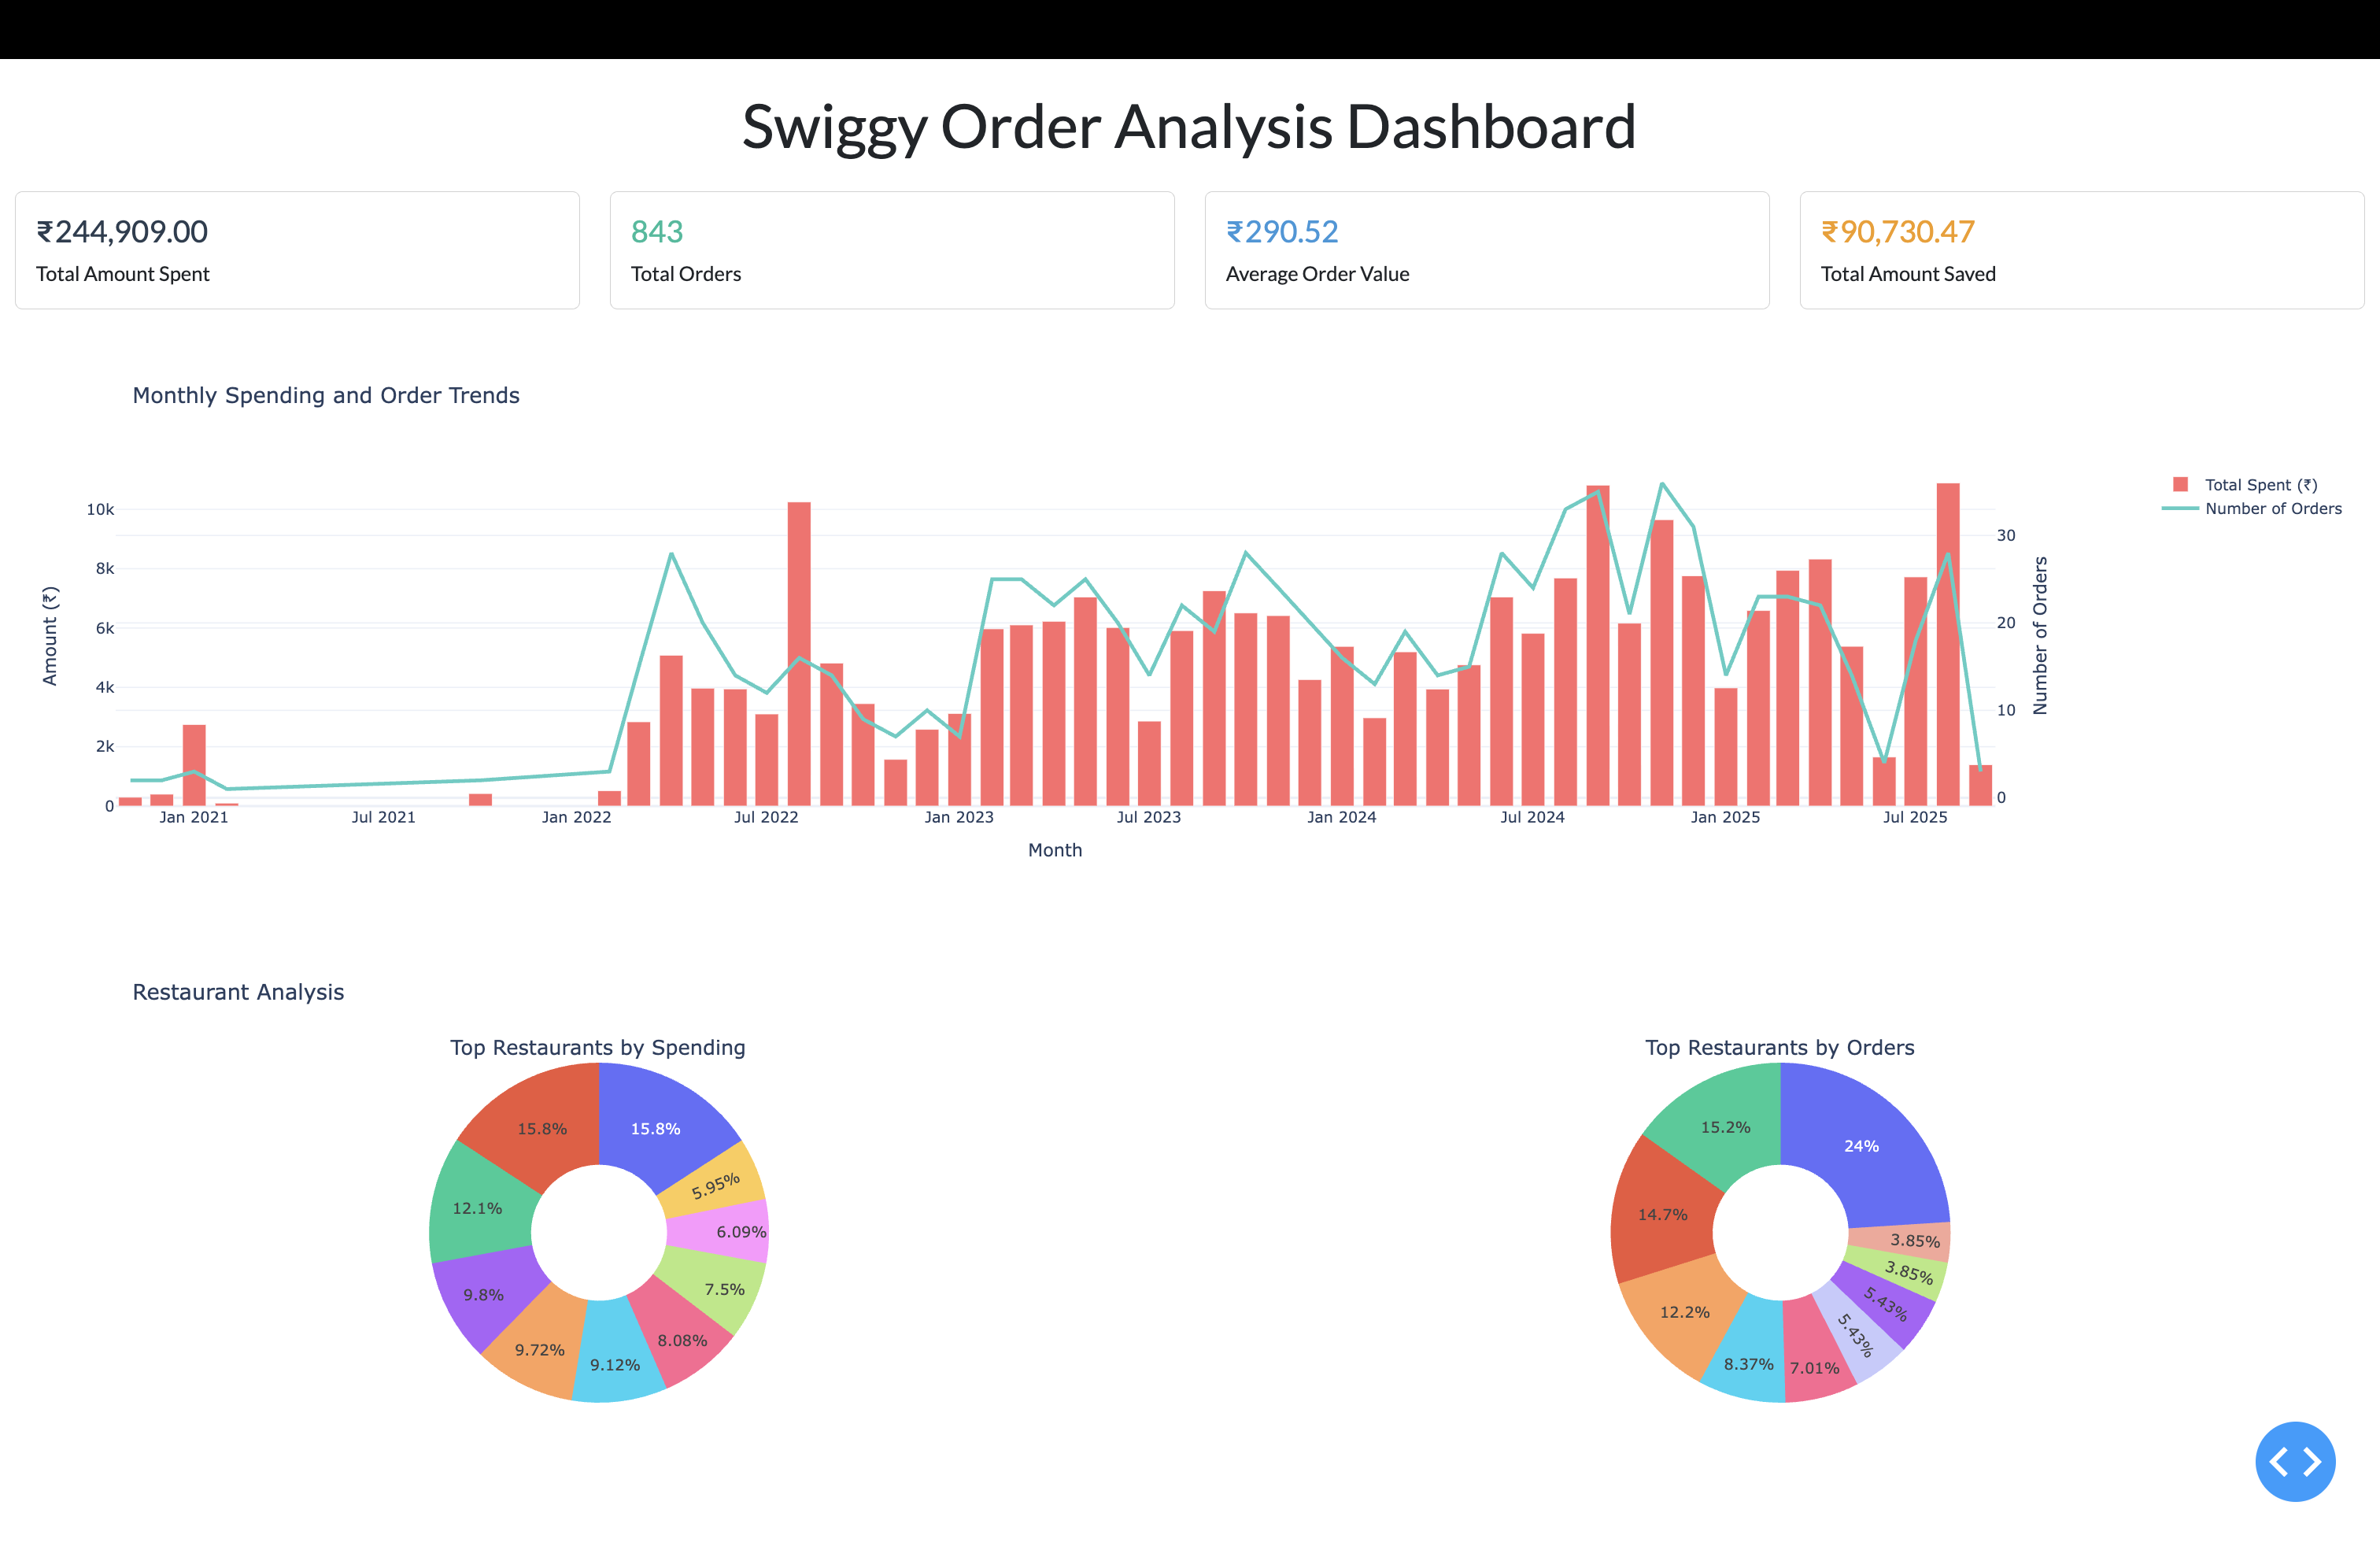 Swiggy Order Analysis Dashboard
₹244,909.00
Total Amount Spent
843
Total Orders
₹290.52
Average Order Value
₹90,730.47
Total Amount Saved
Monthly Spending and Order Trends
Total Spent (₹)
Number of Orders
10k
8k
6k
4k
2k
0
Amount (₹)
30
20
10
0
Number of Orders
Jan 2021
Jul 2021
Jan 2022
Jul 2022
Jan 2023
Jul 2023
Jan 2024
Jul 2024
Jan 2025
Jul 2025
Month
Restaurant Analysis
Top Restaurants by Spending
15.8%
15.8%
5.95%
12.1%
6.09%
9.8%
7.5%
9.72%
9.12%
8.08%
Top Restaurants by Orders
15.2%
24%
14.7%
3.85%
3.85%
12.2%
5.43%
5.43%
8.37%
7.01%